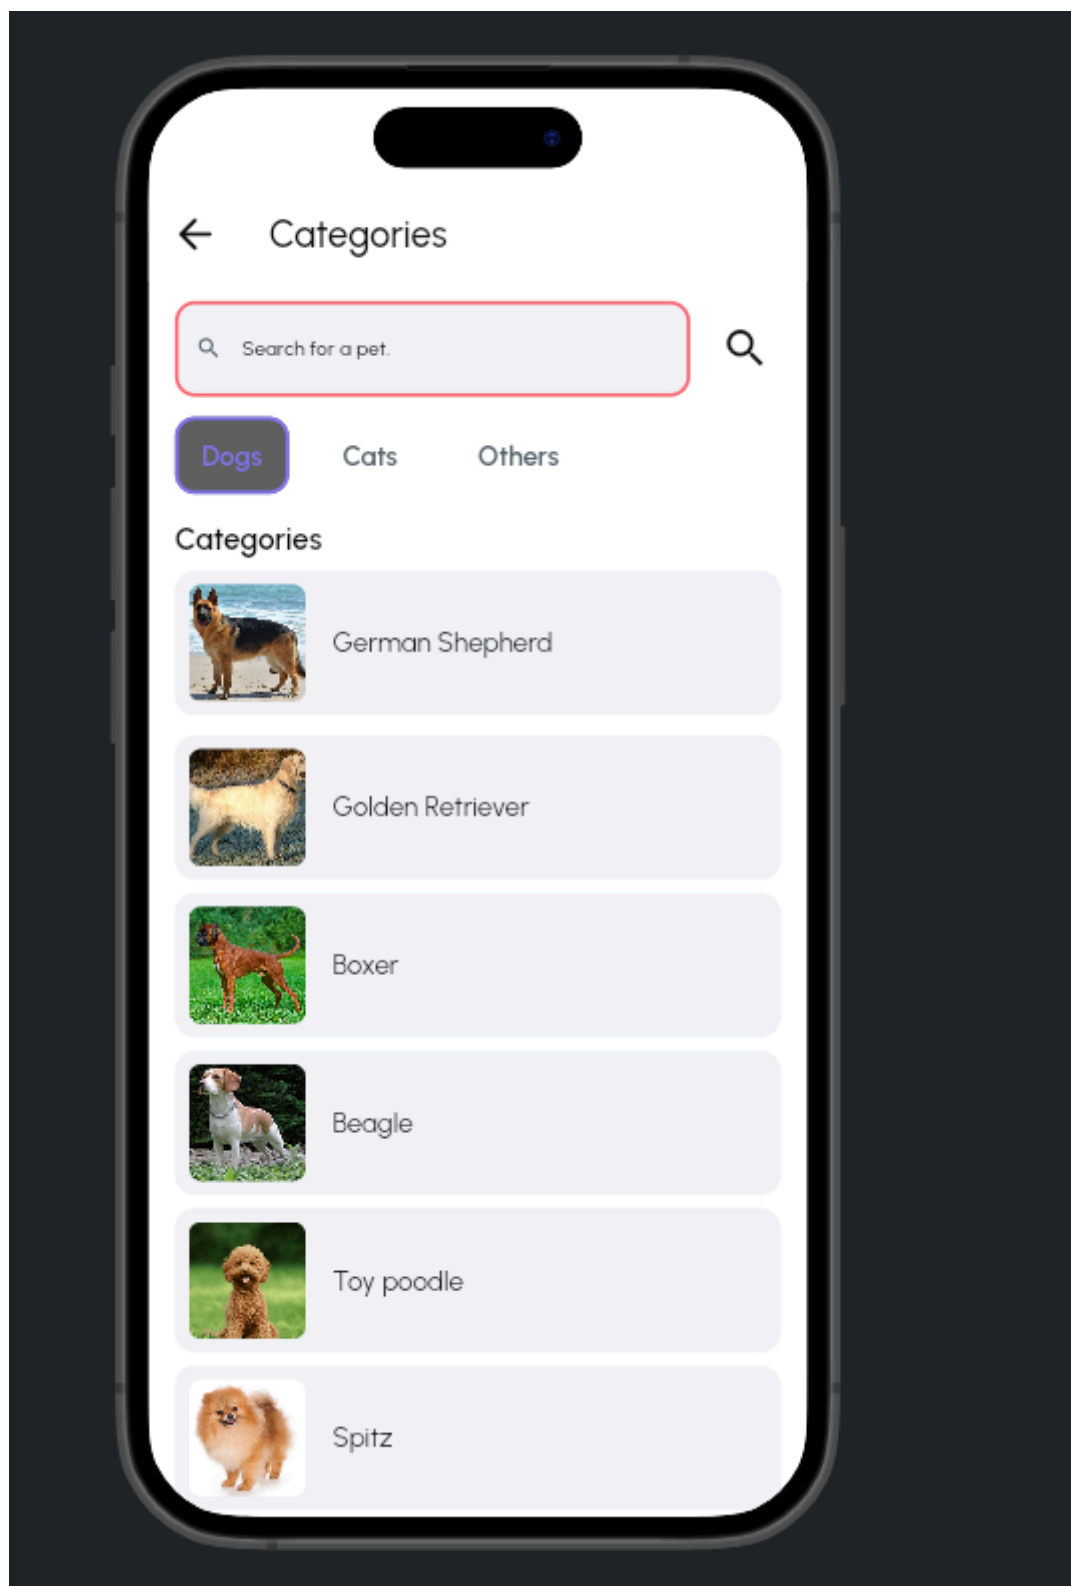 Categories
Search for a pet.
Dogs Cats Others
Categories
German Shepherd
Golden Retriever
Boxer
Beagle
Toy poodle
Spitz